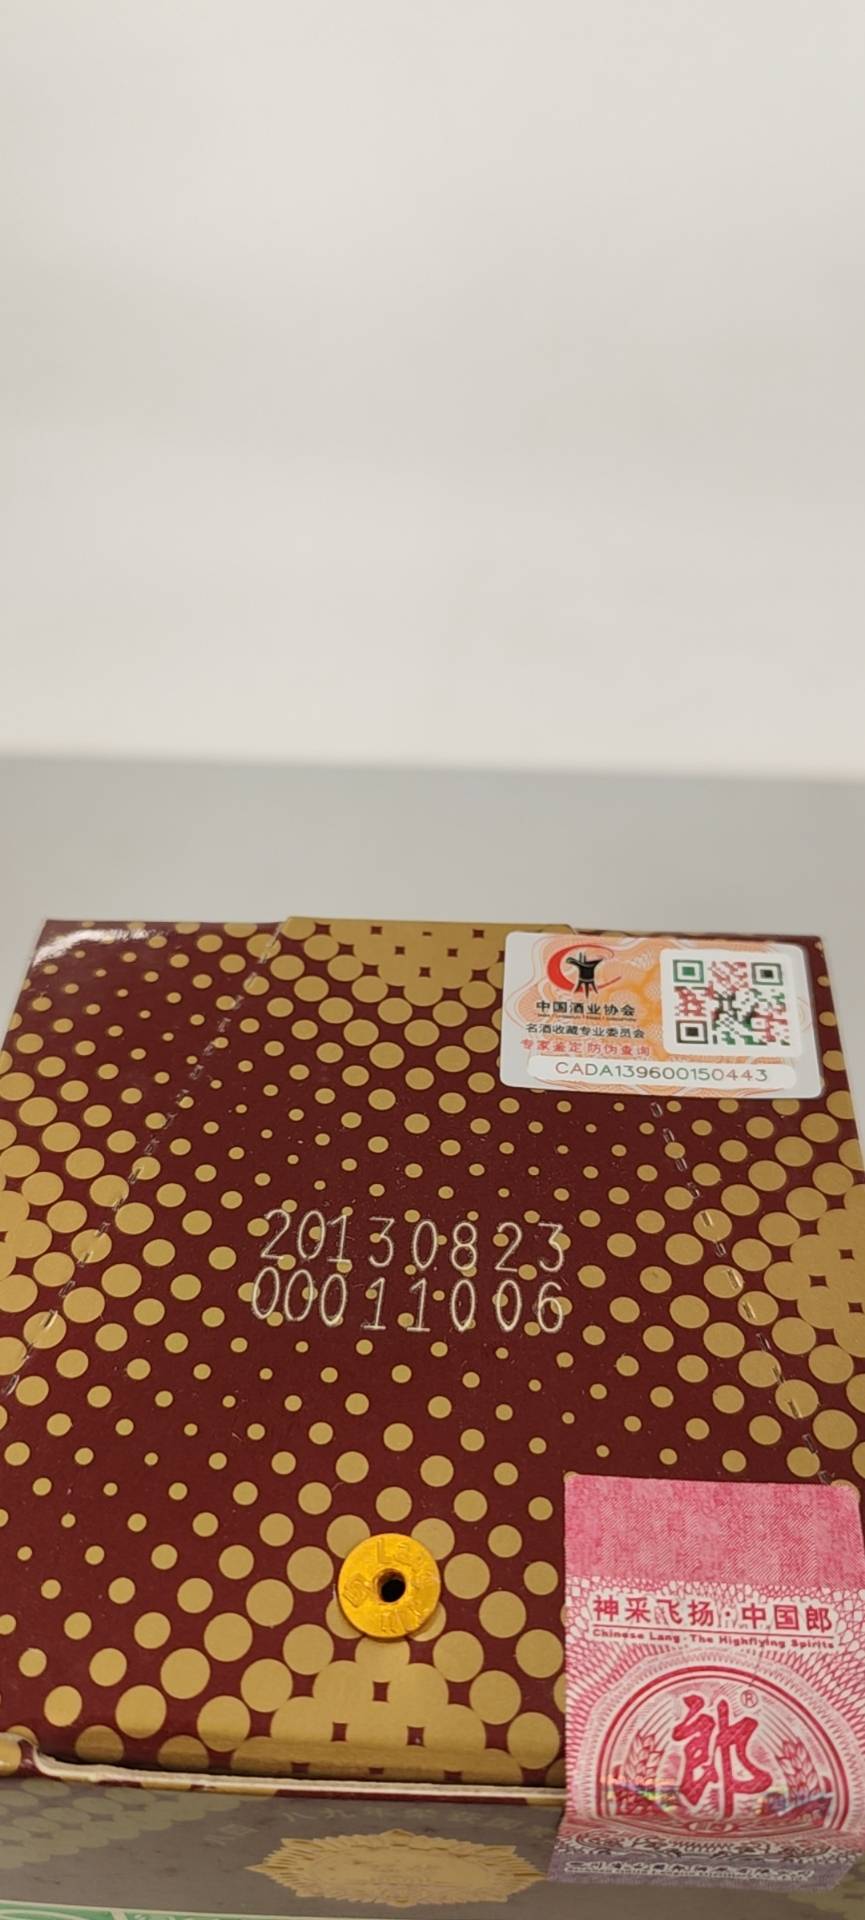 中国酒业协会
名酒收藏专业委员会
专家鉴定 防伪查询
CADA139600150443
20130823
00011006
神采飞扬·中国郎
Chinese Lang·The Highflying Spirits
郎®